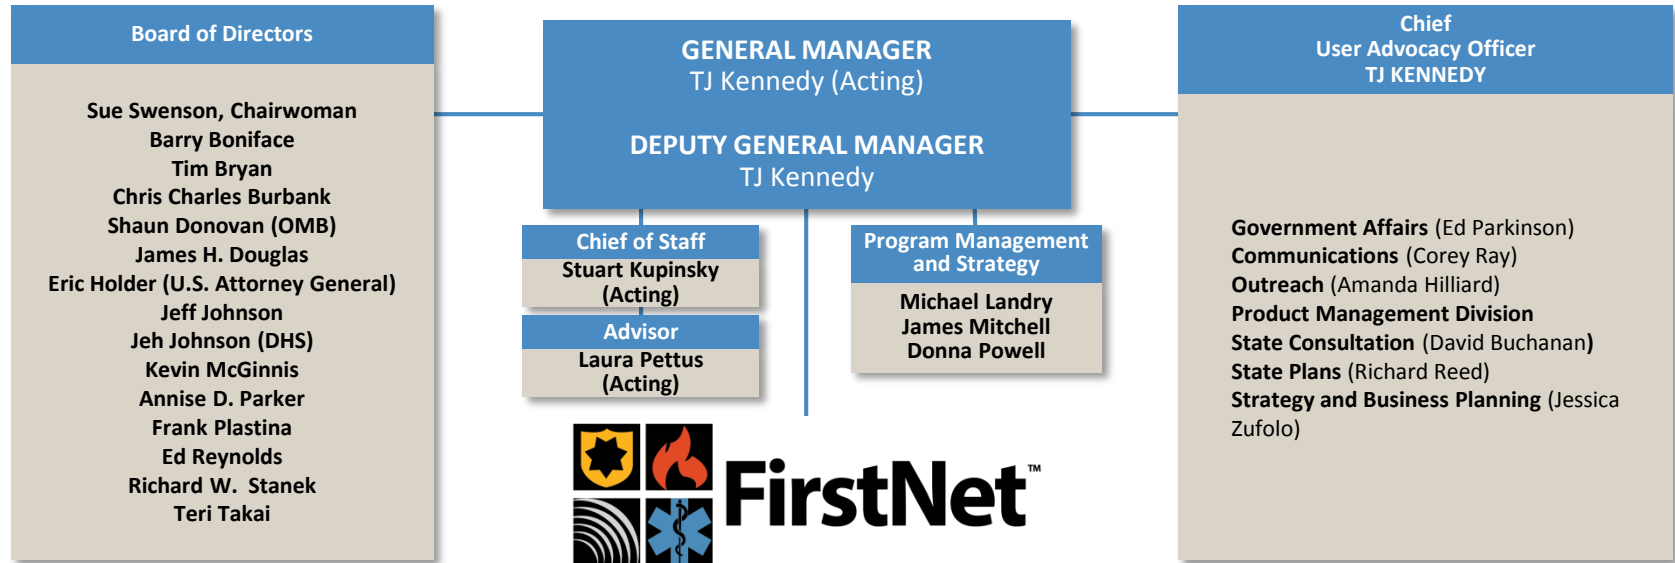 Board of Directors
Sue Swenson, Chairwoman
Barry Boniface
Tim Bryan
Chris Charles Burbank
Shaun Donovan (OMB)
James H. Douglas
Eric Holder (U.S. Attorney General)
Jeff Johnson
Jeh Johnson (DHS)
Kevin McGinnis
Annise D. Parker
Frank Plastina
Ed Reynolds
Richard W. Stanek
Teri Takai
GENERAL MANAGER
TJ Kennedy (Acting)
DEPUTY GENERAL MANAGER
TJ Kennedy
Chief of Staff
Stuart Kupinsky
(Acting)
Advisor
Laura Pettus
(Acting)
Program Management
and Strategy
Michael Landry
James Mitchell
Donna Powell
FirstNet™
Chief
User Advocacy Officer
TJ KENNEDY
Government Affairs (Ed Parkinson)
Communications (Corey Ray)
Outreach (Amanda Hilliard)
Product Management Division
State Consultation (David Buchanan)
State Plans (Richard Reed)
Strategy and Business Planning (Jessica
Zufolo)